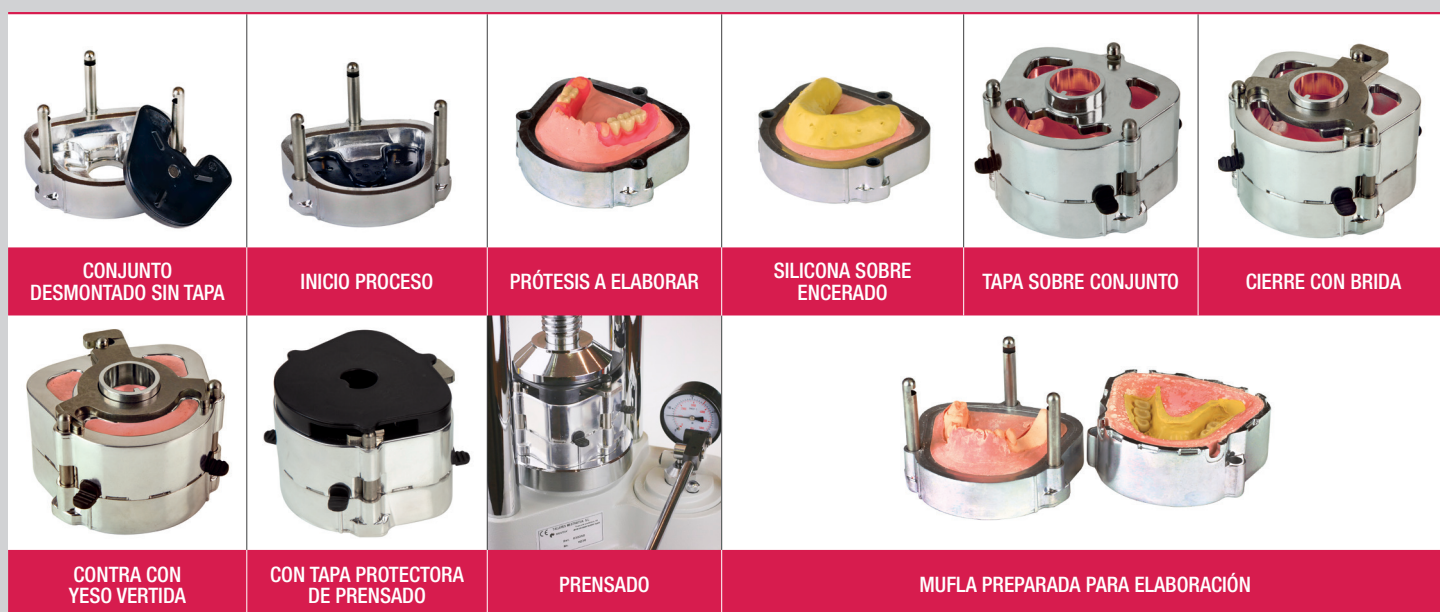 CONJUNTO
DESMONTADO SIN TAPA
INICIO PROCESO
PRÓTESIS A ELABORAR
SILICONA SOBRE
ENCERADO
TAPA SOBRE CONJUNTO
CIERRE CON BRIDA
CONTRA CON
YESO VERTIDA
CON TAPA PROTECTORA
DE PRENSADO
PRENSADO
MUFLA PREPARADA PARA ELABORACIÓN